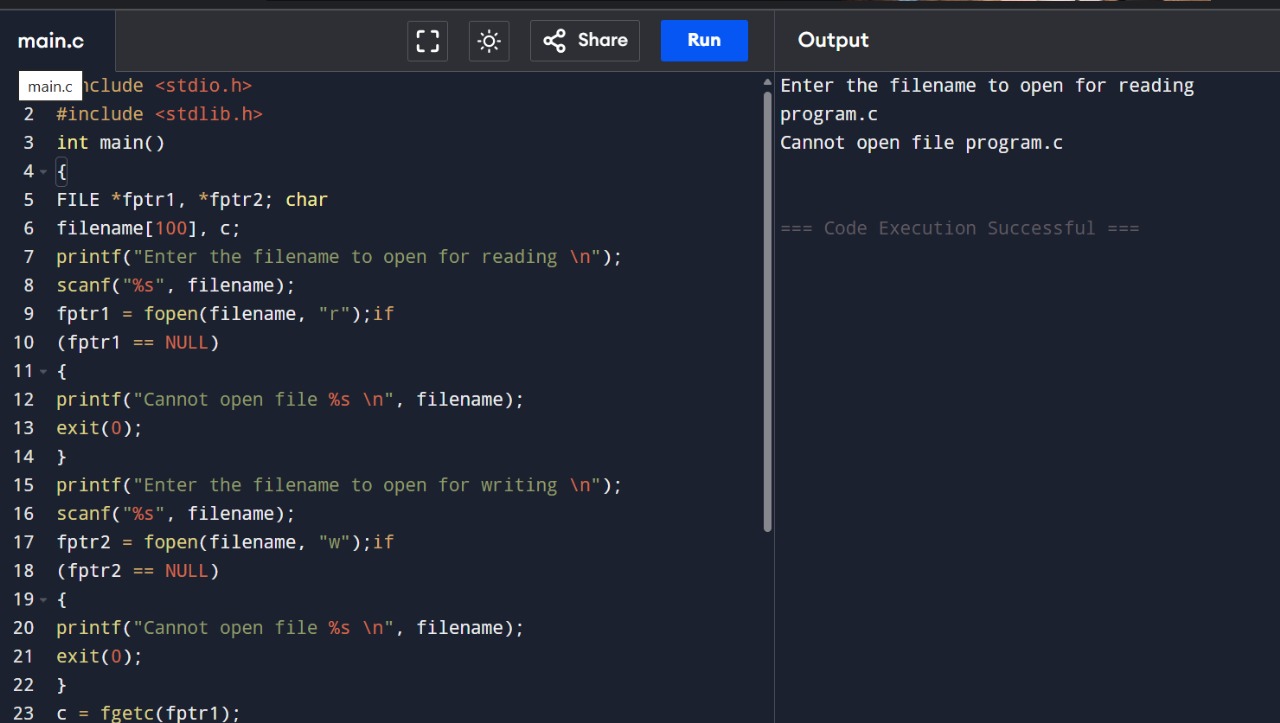 main.c
Share
Run
Output
main.c
nclude <stdio.h>
2 #include <stdlib.h>
3 int main()
4 {
5 FILE *fptr1, *fptr2; char
6 filename[100], c;
7 printf("Enter the filename to open for reading \n");
8 scanf("%s", filename);
9 fptr1 = fopen(filename, "r");if
10 (fptr1 == NULL)
11 {
12 printf("Cannot open file %s \n", filename);
13 exit(0);
14 }
15 printf("Enter the filename to open for writing \n");
16 scanf("%s", filename);
17 fptr2 = fopen(filename, "w");if
18 (fptr2 == NULL)
19 {
20 printf("Cannot open file %s \n", filename);
21 exit(0);
22 }
23 c = fgetc(fptr1);
Enter the filename to open for reading
program.c
Cannot open file program.c
=== Code Execution Successful ===